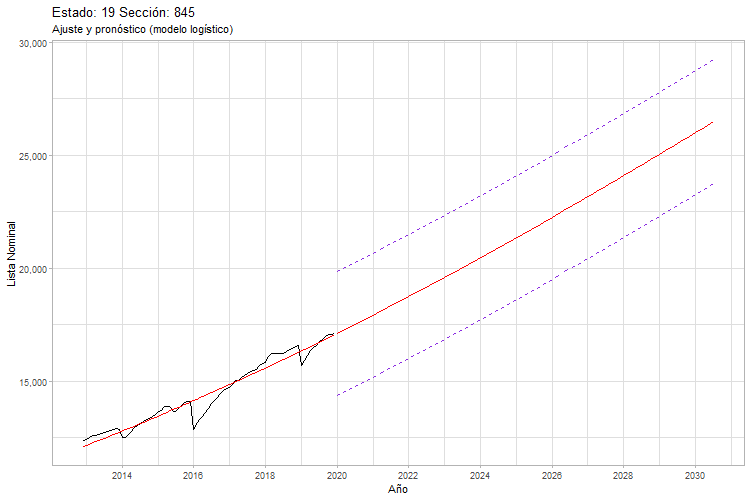 Estado: 19 Sección: 845
Ajuste y pronóstico (modelo logístico)
30,000
25,000
20,000
15,000
Lista Nominal
2014 2016 2018 2020 2022 2024 2026 2028 2030
Año